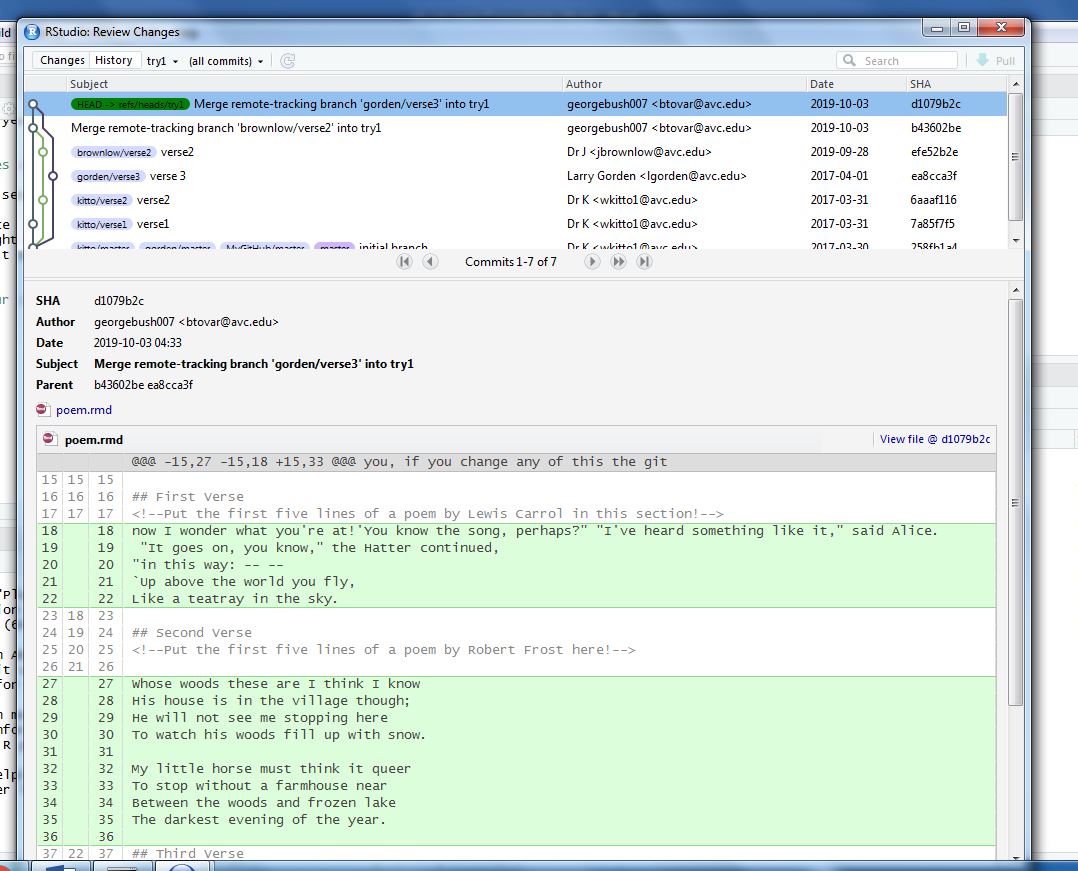 RStudio: Review Changes
Changes History try1 (all commits) Search Pull
Subject Author Date SHA
HEAD -> refs/heads/try1 Merge remote-tracking branch 'gorden/verse3' into try1 georgebush007 <btovar@avc.edu> 2019-10-03 d1079b2c
Merge remote-tracking branch 'brownlow/verse2' into try1 georgebush007 <btovar@avc.edu> 2019-10-03 b43602be
brownlow/verse2 verse2 Dr J <jbrownlow@avc.edu> 2019-09-28 efe52b2e
gorden/verse3 verse 3 Larry Gorden <lgorden@avc.edu> 2017-04-01 ea8cca3f
kitto/verse2 verse2 Dr K <wkitto1@avc.edu> 2017-03-31 6aaaf116
kitto/verse1 verse1 Dr K <wkitto1@avc.edu> 2017-03-31 7a85f7f5
kitto/master gorden/master MyGitHub/master master initial branch Dr K <wkitto1@avc.edu> 2017-03-30 258fb1a4
Commits 1-7 of 7
SHA d1079b2c
Author georgebush007 <btovar@avc.edu>
Date 2019-10-03 04:33
Subject Merge remote-tracking branch 'gorden/verse3' into try1
Parent b43602be ea8cca3f
poem.rmd
poem.rmd View file @ d1079b2c
@@@ -15,27 -15,18 +15,33 @@@ you, if you change any of this the git
15 15 15
16 16 16 ## First Verse
17 17 17 <!--Put the first five lines of a poem by Lewis Carrol in this section!-->
18 18 now I wonder what you're at!'You know the song, perhaps?" "I've heard something like it," said Alice.
19 19 "It goes on, you know," the Hatter continued,
20 20 "in this way: -- --
21 21 `Up above the world you fly,
22 22 Like a teatray in the sky.
23 18 23
24 19 24 ## Second Verse
25 20 25 <!--Put the first five lines of a poem by Robert Frost here!-->
26 21 26
27 27 Whose woods these are I think I know
28 28 His house is in the village though;
29 29 He will not see me stopping here
30 30 To watch his woods fill up with snow.
31 31
32 32 My little horse must think it queer
33 33 To stop without a farmhouse near
34 34 Between the woods and frozen lake
35 35 The darkest evening of the year.
36 36
37 22 37 ## Third Verse